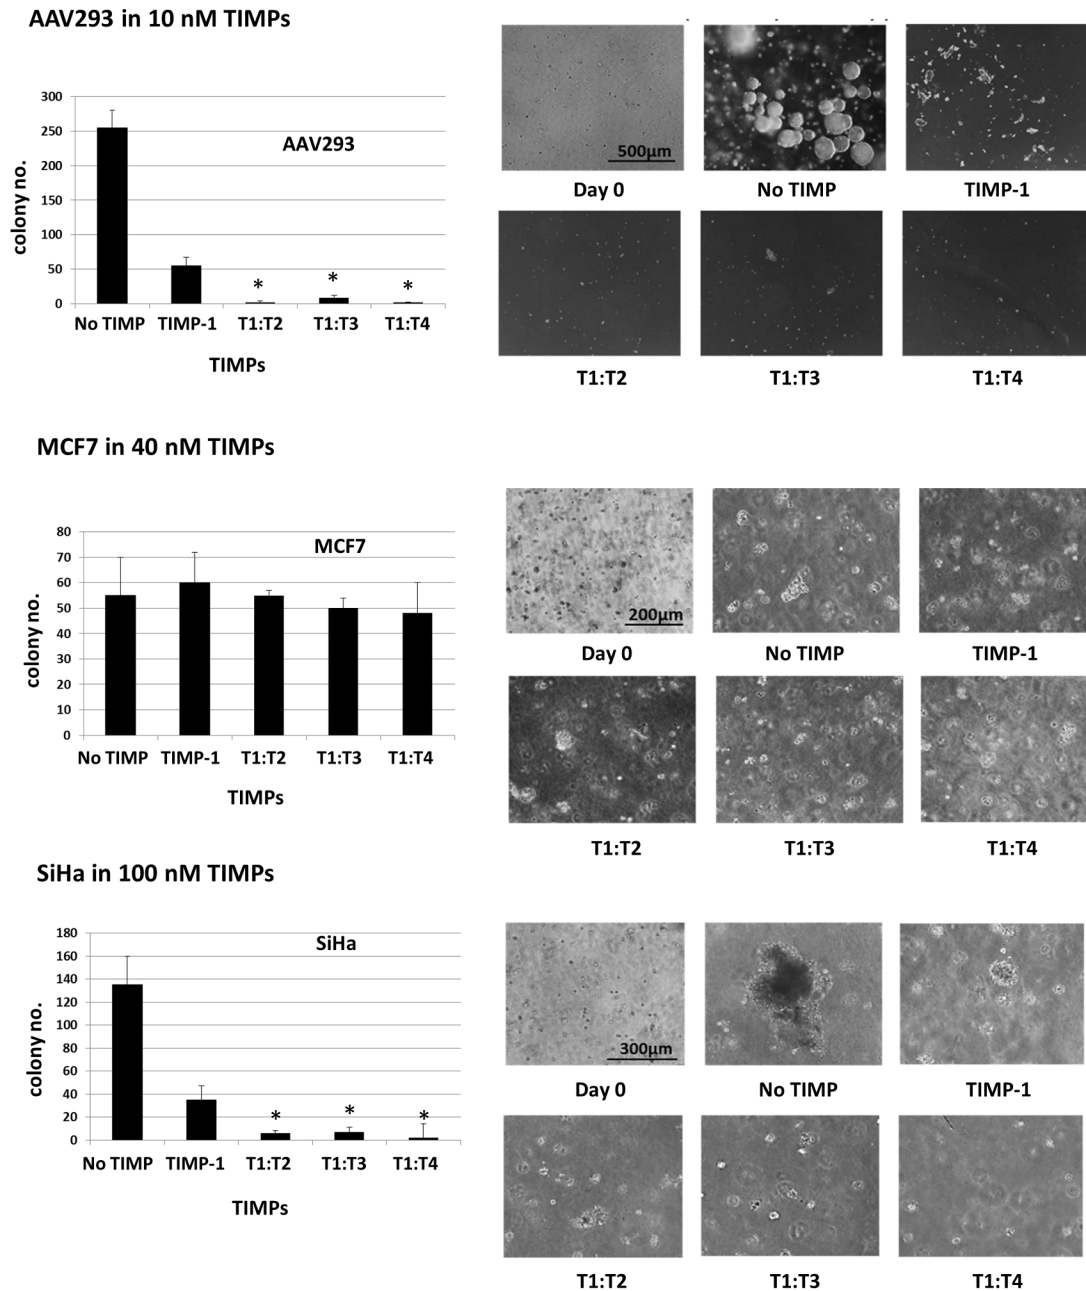 AAV293 in 10 nM TIMPs
300
250
200
150
100
50
0
colony no.
AAV293
*
*
*
No TIMP TIMP-1 T1:T2 T1:T3 T1:T4
TIMPs
500µm
Day 0 No TIMP TIMP-1
T1:T2 T1:T3 T1:T4
MCF7 in 40 nM TIMPs
80
70
60
50
40
30
20
10
0
colony no.
MCF7
No TIMP TIMP-1 T1:T2 T1:T3 T1:T4
TIMPs
200µm
Day 0 No TIMP TIMP-1
T1:T2 T1:T3 T1:T4
SiHa in 100 nM TIMPs
180
160
140
120
100
80
60
40
20
0
colony no.
SiHa
*
*
*
No TIMP TIMP-1 T1:T2 T1:T3 T1:T4
TIMPs
300µm
Day 0 No TIMP TIMP-1
T1:T2 T1:T3 T1:T4